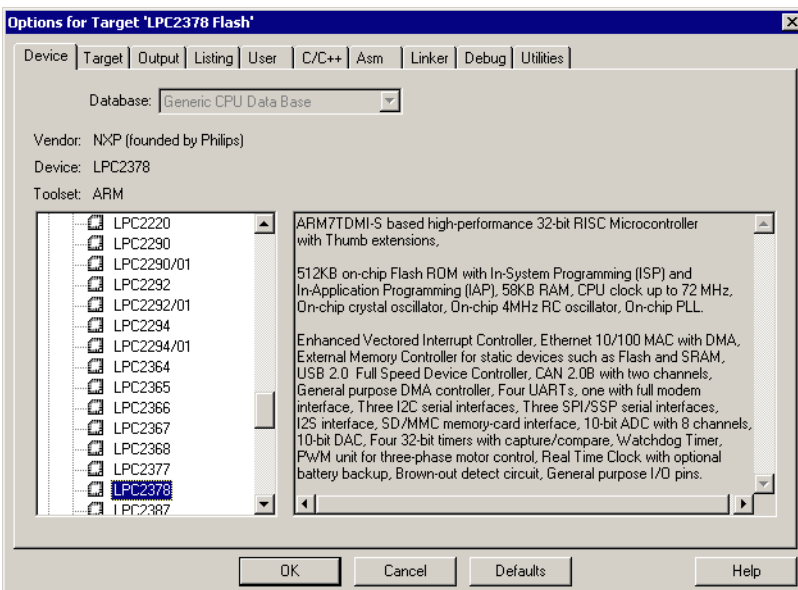 Options for Target 'LPC2378 Flash'
Device Target Output Listing User C/C++ Asm Linker Debug Utilities
Database: Generic CPU Data Base
Vendor: NXP (founded by Philips)
Device: LPC2378
Toolset: ARM
LPC2220
LPC2290
LPC2290/01
LPC2292
LPC2292/01
LPC2294
LPC2294/01
LPC2364
LPC2365
LPC2366
LPC2367
LPC2368
LPC2377
LPC2378
LPC2387
ARM7TDMI-S based high-performance 32-bit RISC Microcontroller
with Thumb extensions,
512KB on-chip Flash ROM with In-System Programming (ISP) and
In-Application Programming (IAP), 58KB RAM, CPU clock up to 72 MHz,
On-chip crystal oscillator, On-chip 4MHz RC oscillator, On-chip PLL.
Enhanced Vectored Interrupt Controller, Ethernet 10/100 MAC with DMA,
External Memory Controller for static devices such as Flash and SRAM,
USB 2.0 Full Speed Device Controller, CAN 2.0B with two channels,
General purpose DMA controller, Four UARTs, one with full modem
interface, Three I2C serial interfaces, Three SPI/SSP serial interfaces,
I2S interface, SD/MMC memory-card interface, 10-bit ADC with 8 channels,
10-bit DAC, Four 32-bit timers with capture/compare, Watchdog Timer,
PWM unit for three-phase motor control, Real Time Clock with optional
battery backup, Brown-out detect circuit, General purpose I/O pins.
OK Cancel Defaults Help